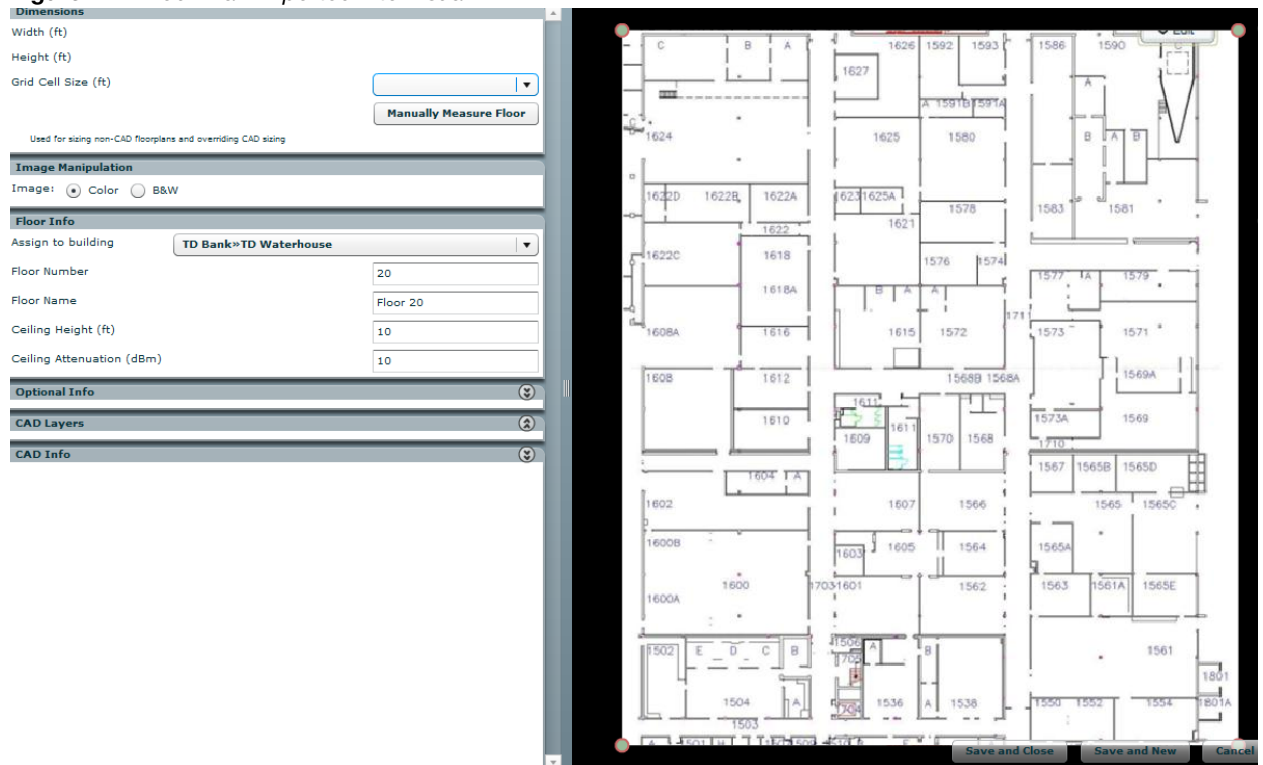 Dimensions
Width (ft)
Height (ft)
Grid Cell Size (ft)
Manually Measure Floor
Used for sizing non-CAD floorplans and overriding CAD sizing
Image Manipulation
Image: Color B&W
Floor Info
Assign to building TD Bank»TD Waterhouse
Floor Number 20
Floor Name Floor 20
Ceiling Height (ft) 10
Ceiling Attenuation (dBm) 10
Optional Info
CAD Layers
CAD Info
Edit
C B A 1626 1592 1593 1586 1590 C
1627
A
A 1591B 1591A
C
1624 1625 1580 B A B
1622D 1622B 1622A 1623 1625A 1578 1583 1581
1622 1621
1622C 1618 1576 1574
1577 A 1579
1618A B A A
1711
1608A 1616 1615 1572 1573 1571
1608 1612 1568B 1568A 1569A
1611
1610 1611 1573A 1569
1609 1570 1568 1710
1567 1565B 1565D
1604 A
1602 1607 1566 1565 1565C
1600B 1603 1605 1564 1565A
1600 1703 1601 1562 1563 1561A 1565E
1600A
1506
1502 E D C B A B 1561
1705
1801
1504 A 1704 1536 A 1538 1550 1552 1554 1801A
1503
Save and Close Save and New Cancel